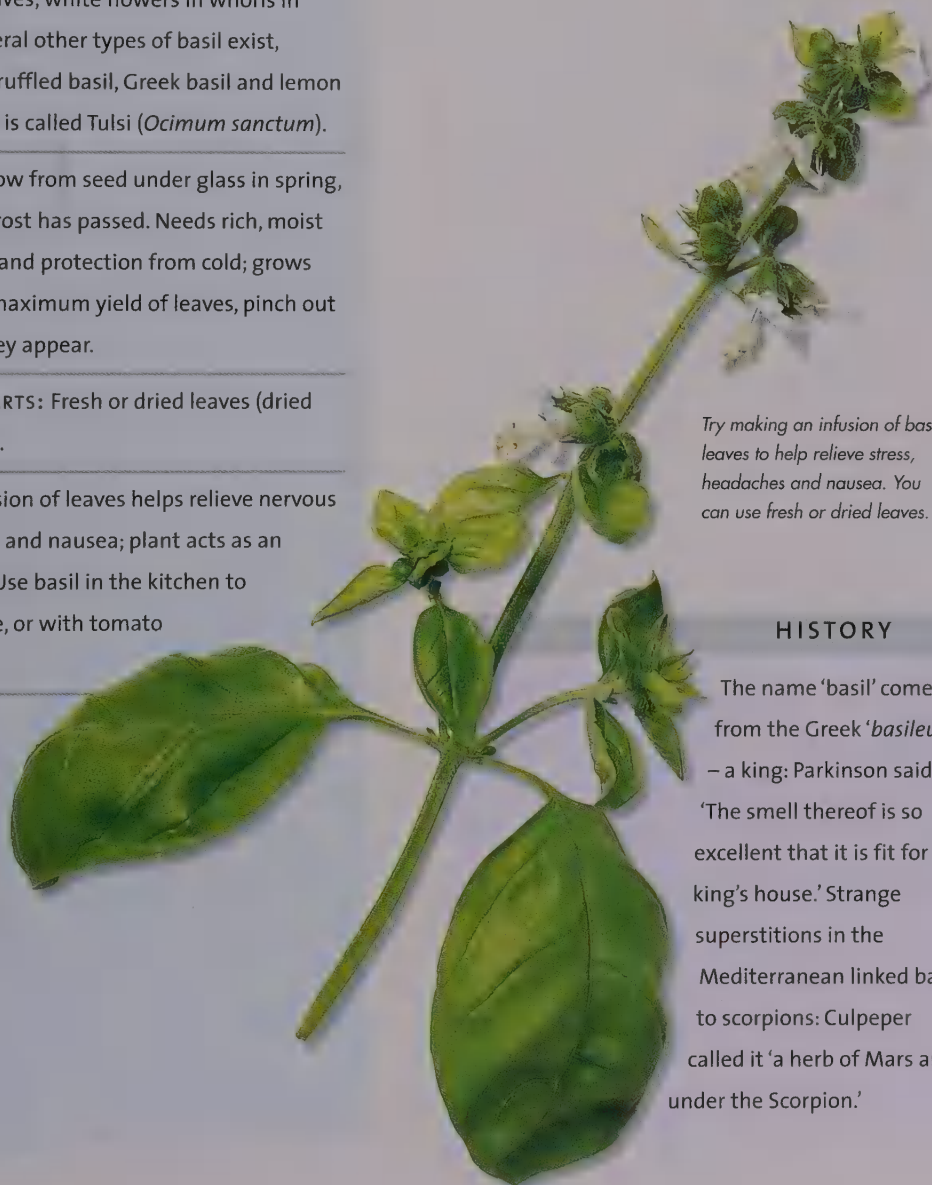 white flowers in whorls in
eral other types of basil exist,
ruffled basil, Greek basil and lemon
is called Tulsi (Ocimum sanctum).
ow from seed under glass in spring,
rost has passed. Needs rich, moist
and protection from cold; grows
maximum yield of leaves, pinch out
ey appear.
RTS: Fresh or dried leaves (dried
.
sion of leaves helps relieve nervous
and nausea; plant acts as an
Use basil in the kitchen to
e, or with tomato
Try making an infusion of bas
leaves to help relieve stress,
headaches and nausea. You
can use fresh or dried leaves.
HISTORY
The name ‘basil’ come
from the Greek ‘basileu
– a king: Parkinson said
‘The smell thereof is so
excellent that it is fit for
king’s house.’ Strange
superstitions in the
Mediterranean linked ba
to scorpions: Culpeper
called it ‘a herb of Mars a
under the Scorpion.’